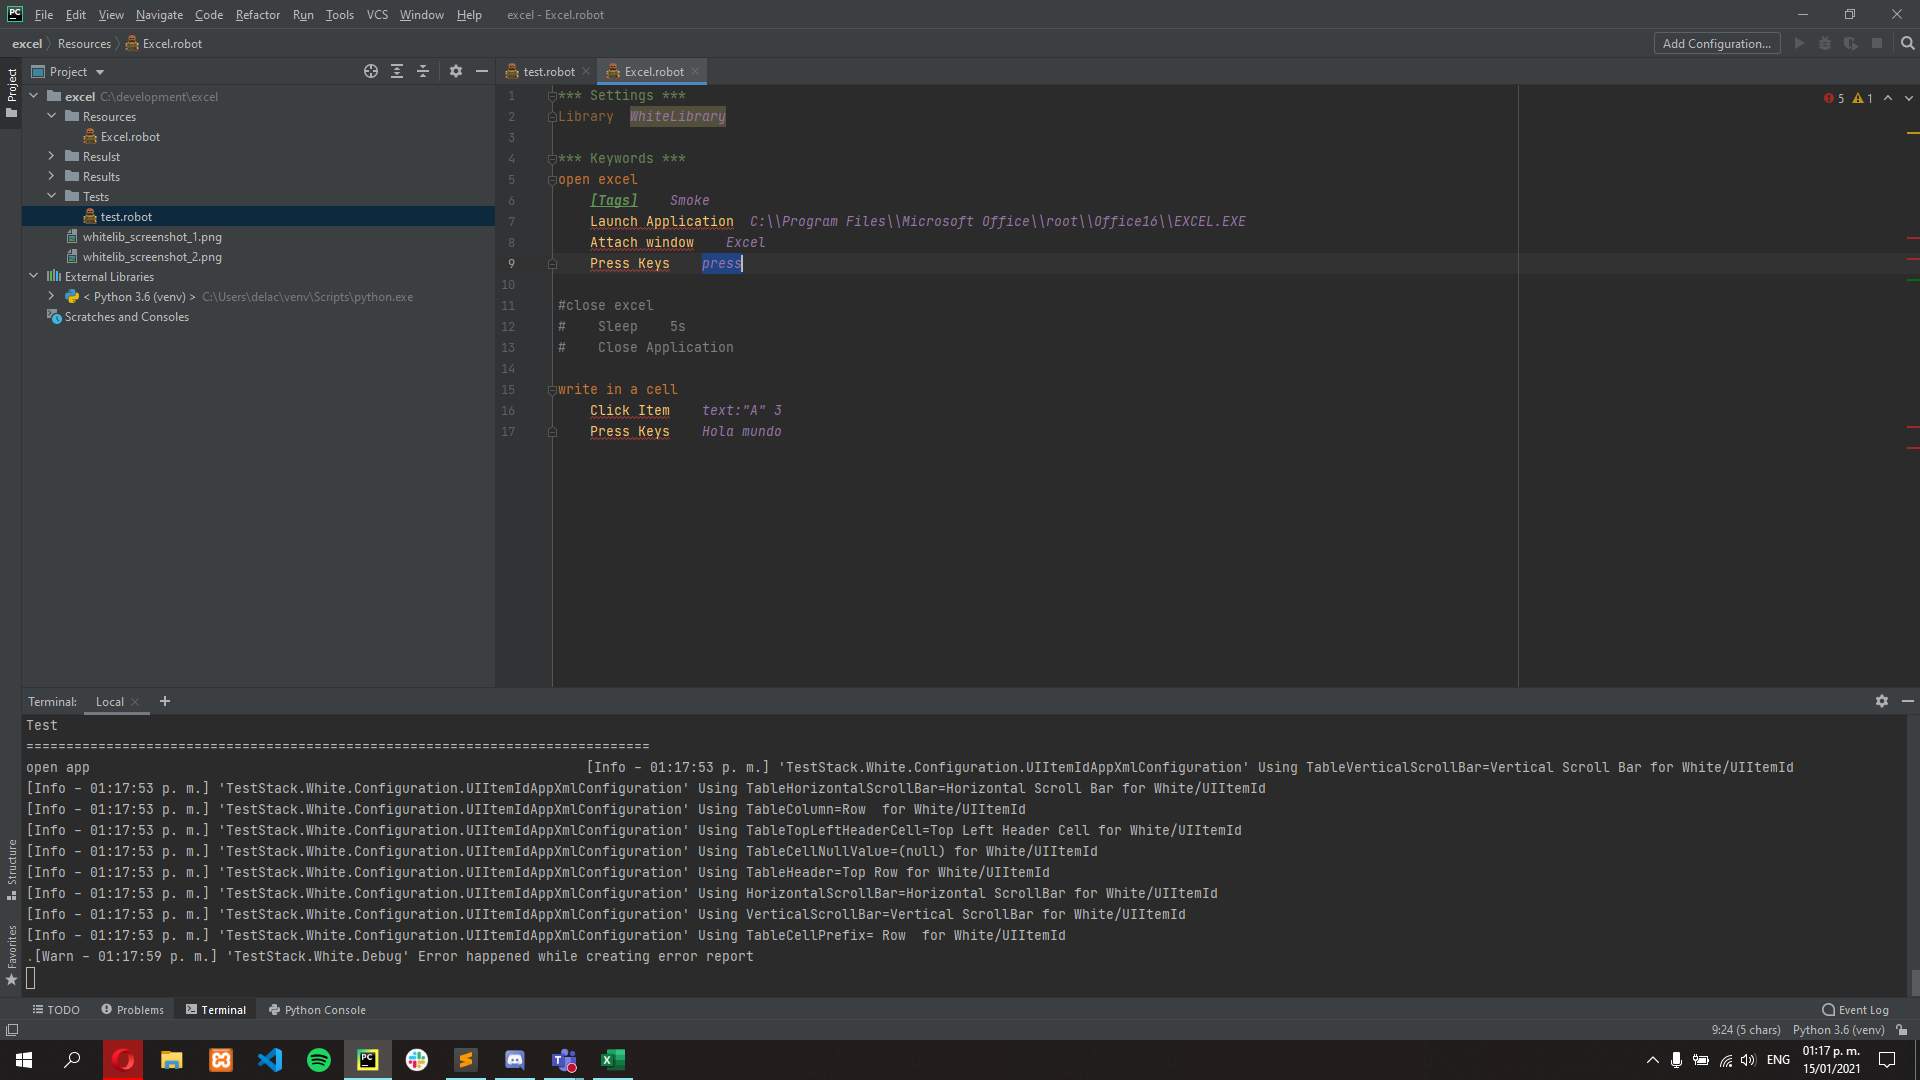 PC File Edit View Navigate Code Refactor Run Tools VCS Window Help excel - Excel.robot
excel Resources Excel.robot Add Configuration...
Project test.robot Excel.robot
Project
excel C:\development\excel
Resources
Excel.robot
Resulst
Results
Tests
test.robot
whitelib_screenshot_1.png
whitelib_screenshot_2.png
External Libraries
< Python 3.6 (venv) > C:\Users\delac\venv\Scripts\python.exe
Scratches and Consoles
5 1
1 *** Settings ***
2 Library WhiteLibrary
3
4 *** Keywords ***
5 open excel
6 [Tags] Smoke
7 Launch Application C:\\Program Files\\Microsoft Office\\root\\Office16\\EXCEL.EXE
8 Attach window Excel
9 Press Keys press
10
11 #close excel
12 # Sleep 5s
13 # Close Application
14
15 write in a cell
16 Click Item text:"A" 3
17 Press Keys Hola mundo
Terminal: Local
Test
==============================================================================
open app [Info - 01:17:53 p. m.] 'TestStack.White.Configuration.UIItemIdAppXmlConfiguration' Using TableVerticalScrollBar=Vertical Scroll Bar for White/UIItemId
[Info - 01:17:53 p. m.] 'TestStack.White.Configuration.UIItemIdAppXmlConfiguration' Using TableHorizontalScrollBar=Horizontal Scroll Bar for White/UIItemId
[Info - 01:17:53 p. m.] 'TestStack.White.Configuration.UIItemIdAppXmlConfiguration' Using TableColumn=Row  for White/UIItemId
[Info - 01:17:53 p. m.] 'TestStack.White.Configuration.UIItemIdAppXmlConfiguration' Using TableTopLeftHeaderCell=Top Left Header Cell for White/UIItemId
[Info - 01:17:53 p. m.] 'TestStack.White.Configuration.UIItemIdAppXmlConfiguration' Using TableCellNullValue=(null) for White/UIItemId
[Info - 01:17:53 p. m.] 'TestStack.White.Configuration.UIItemIdAppXmlConfiguration' Using TableHeader=Top Row for White/UIItemId
[Info - 01:17:53 p. m.] 'TestStack.White.Configuration.UIItemIdAppXmlConfiguration' Using HorizontalScrollBar=Horizontal ScrollBar for White/UIItemId
[Info - 01:17:53 p. m.] 'TestStack.White.Configuration.UIItemIdAppXmlConfiguration' Using VerticalScrollBar=Vertical ScrollBar for White/UIItemId
[Info - 01:17:53 p. m.] 'TestStack.White.Configuration.UIItemIdAppXmlConfiguration' Using TableCellPrefix= Row  for White/UIItemId
.[Warn - 01:17:59 p. m.] 'TestStack.White.Debug' Error happened while creating error report
Structure
Favorites
TODO Problems Terminal Python Console Event Log
9:24 (5 chars) Python 3.6 (venv)
PC ENG 01:17 p. m.
15/01/2021